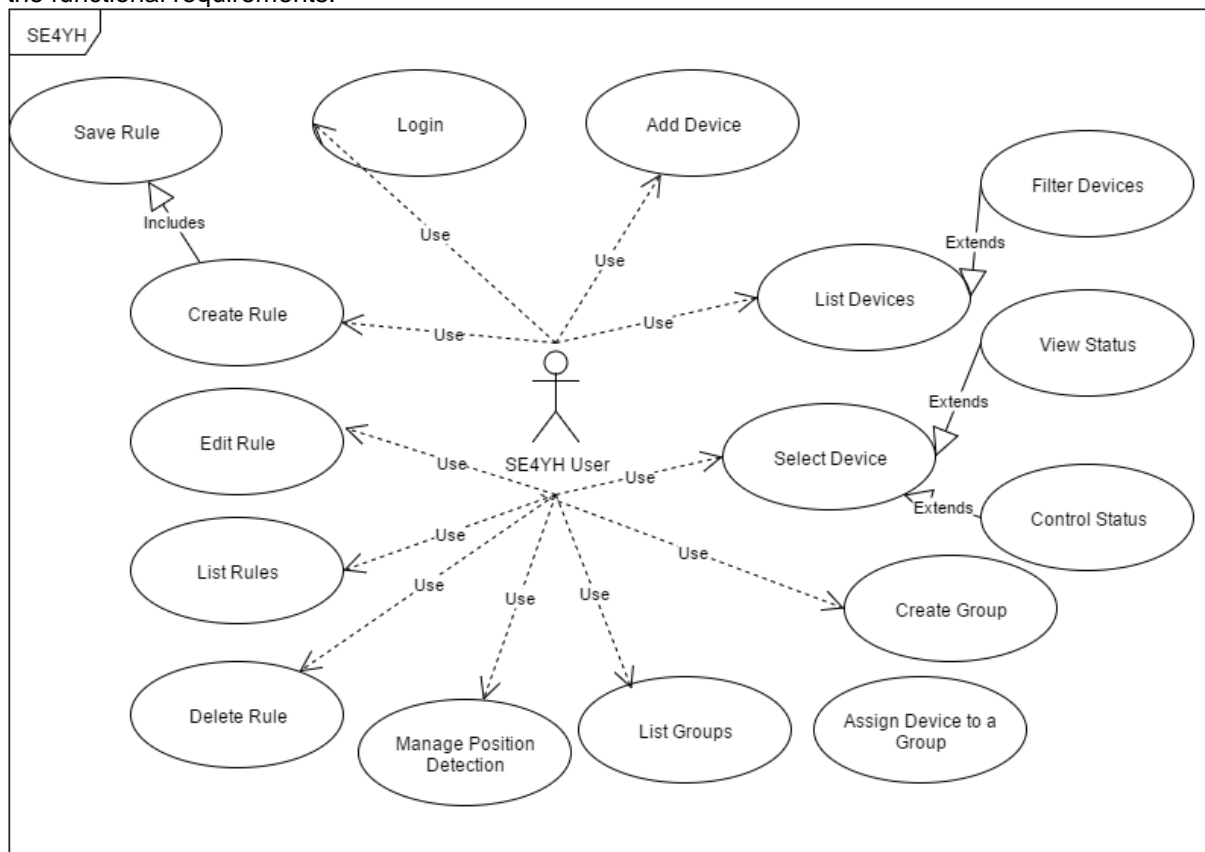 the functional requirements.
SE4YH
Save Rule
Login
Add Device
Filter Devices
Includes
Use
Use
Extends
List Devices
Create Rule
Use
Use
View Status
Extends
Edit Rule
SE4YH User
Select Device
Use
Use
Extends
Control Status
Use
Use
List Rules
Use
Use
Use
Create Group
Delete Rule
Manage Position
Detection
List Groups
Assign Device to a
Group